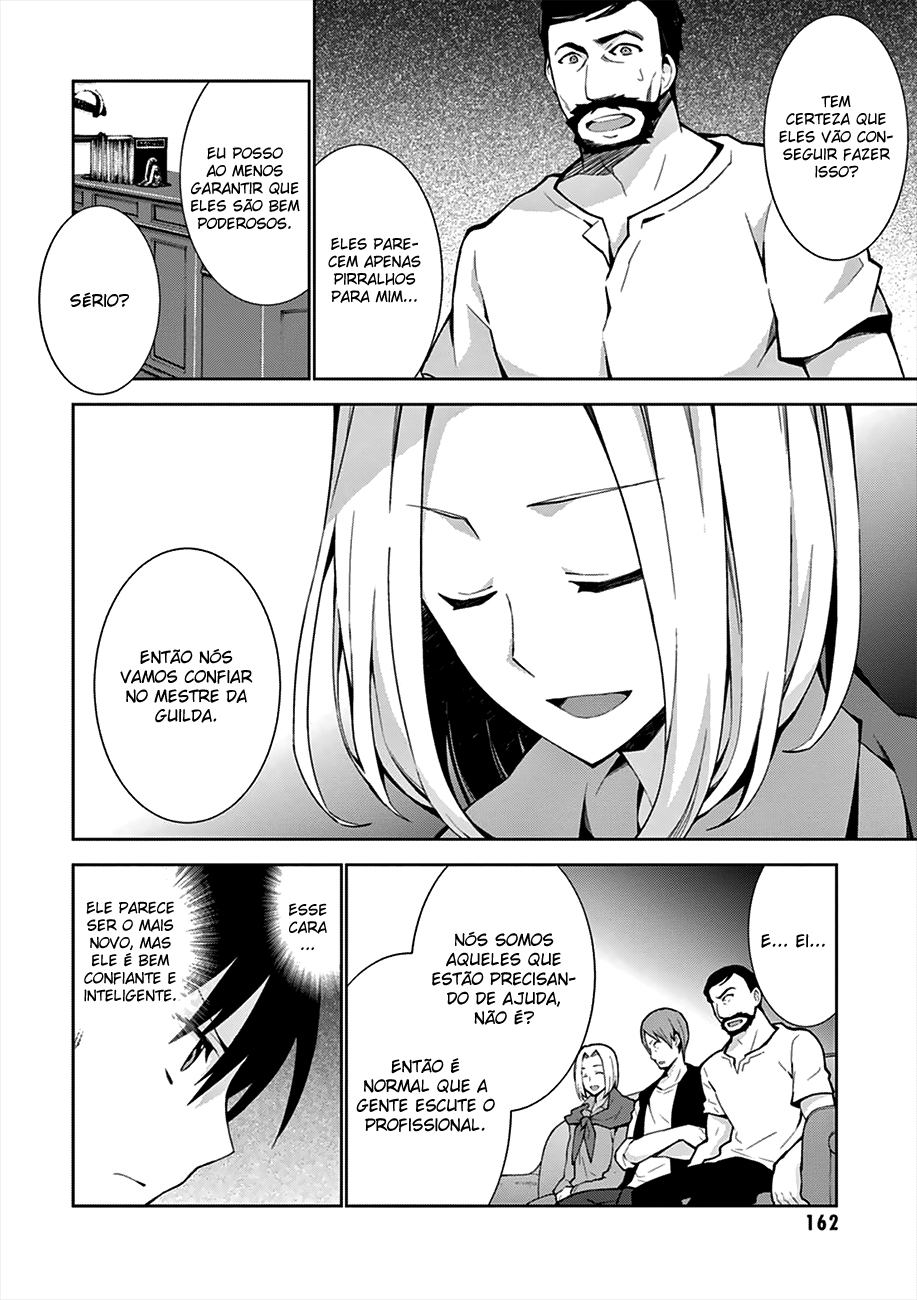 TEM
CERTEZA QUE
ELES VÃO CON-
SEGUIR FAZER
ISSO?
ELES PARE-
CEM APENAS
PIRRALHOS
PARA MIM...
EU POSSO
AO MENOS
GARANTIR QUE
ELES SÃO BEM
PODEROSOS.
SÉRIO?
ENTÃO NÓS
VAMOS CONFIAR
NO MESTRE DA
GUILDA.
E... EI...
NÓS SOMOS
AQUELES QUE
ESTÃO PRECISAN-
DO DE AJUDA,
NÃO É?
ENTÃO É
NORMAL QUE A
GENTE ESCUTE O
PROFISSIONAL.
ESSE
CARA
...
ELE PARECE
SER O MAIS
NOVO, MAS
ELE É BEM
CONFIANTE E
INTELIGENTE.
162